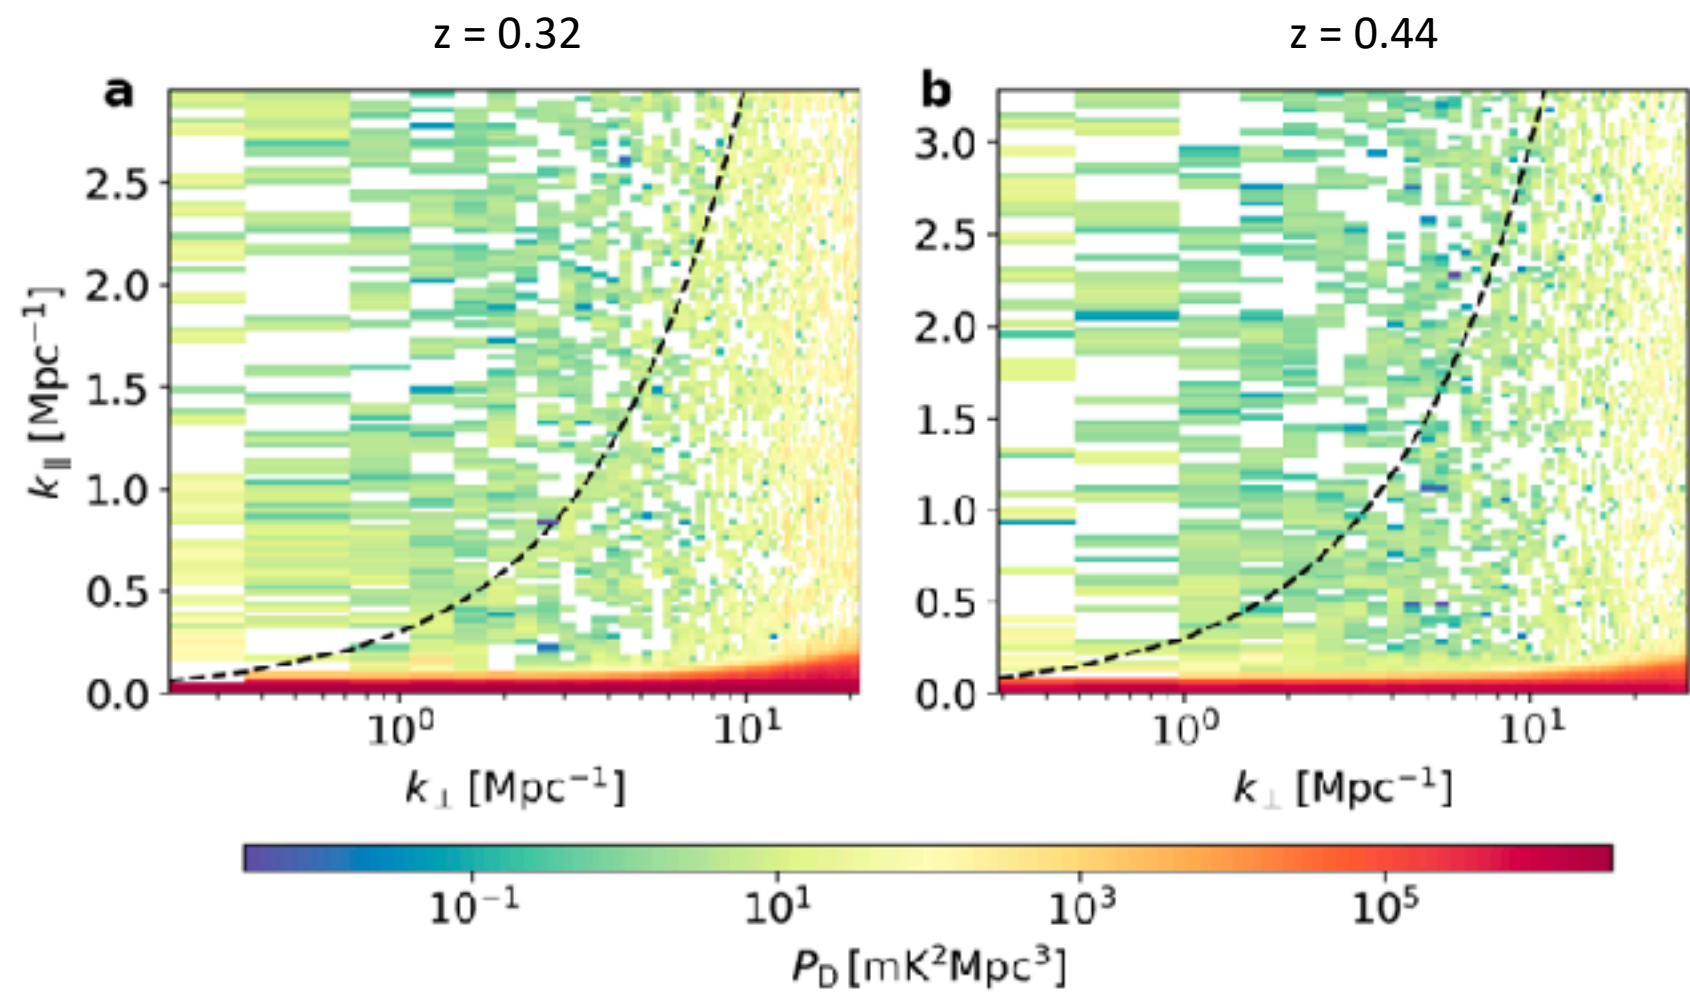 z = 0.32
z = 0.44
a
b
2.5
2.0
1.5
1.0
0.5
0.0
k∥ [Mpc⁻¹]
3.0
2.5
2.0
1.5
1.0
0.5
0.0
10⁰
10¹
10⁰
10¹
k⊥ [Mpc⁻¹]
k⊥ [Mpc⁻¹]
10⁻¹
10¹
10³
10⁵
P_D [mK²Mpc³]